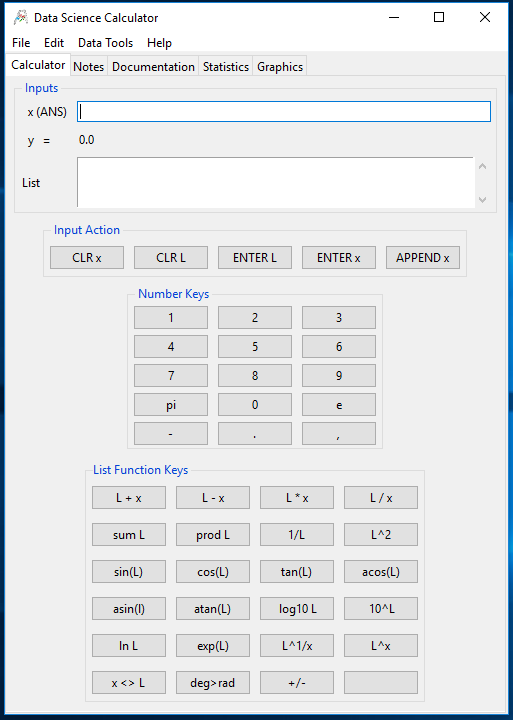 Data Science Calculator
File Edit Data Tools Help
Calculator Notes Documentation Statistics Graphics
Inputs
x (ANS)
y = 0.0
List
Input Action
CLR x CLR L ENTER L ENTER x APPEND x
Number Keys
1 2 3
4 5 6
7 8 9
pi 0 e
- . ,
List Function Keys
L + x L - x L * x L / x
sum L prod L 1/L L^2
sin(L) cos(L) tan(L) acos(L)
asin(l) atan(L) log10 L 10^L
ln L exp(L) L^1/x L^x
x <> L deg>rad +/-